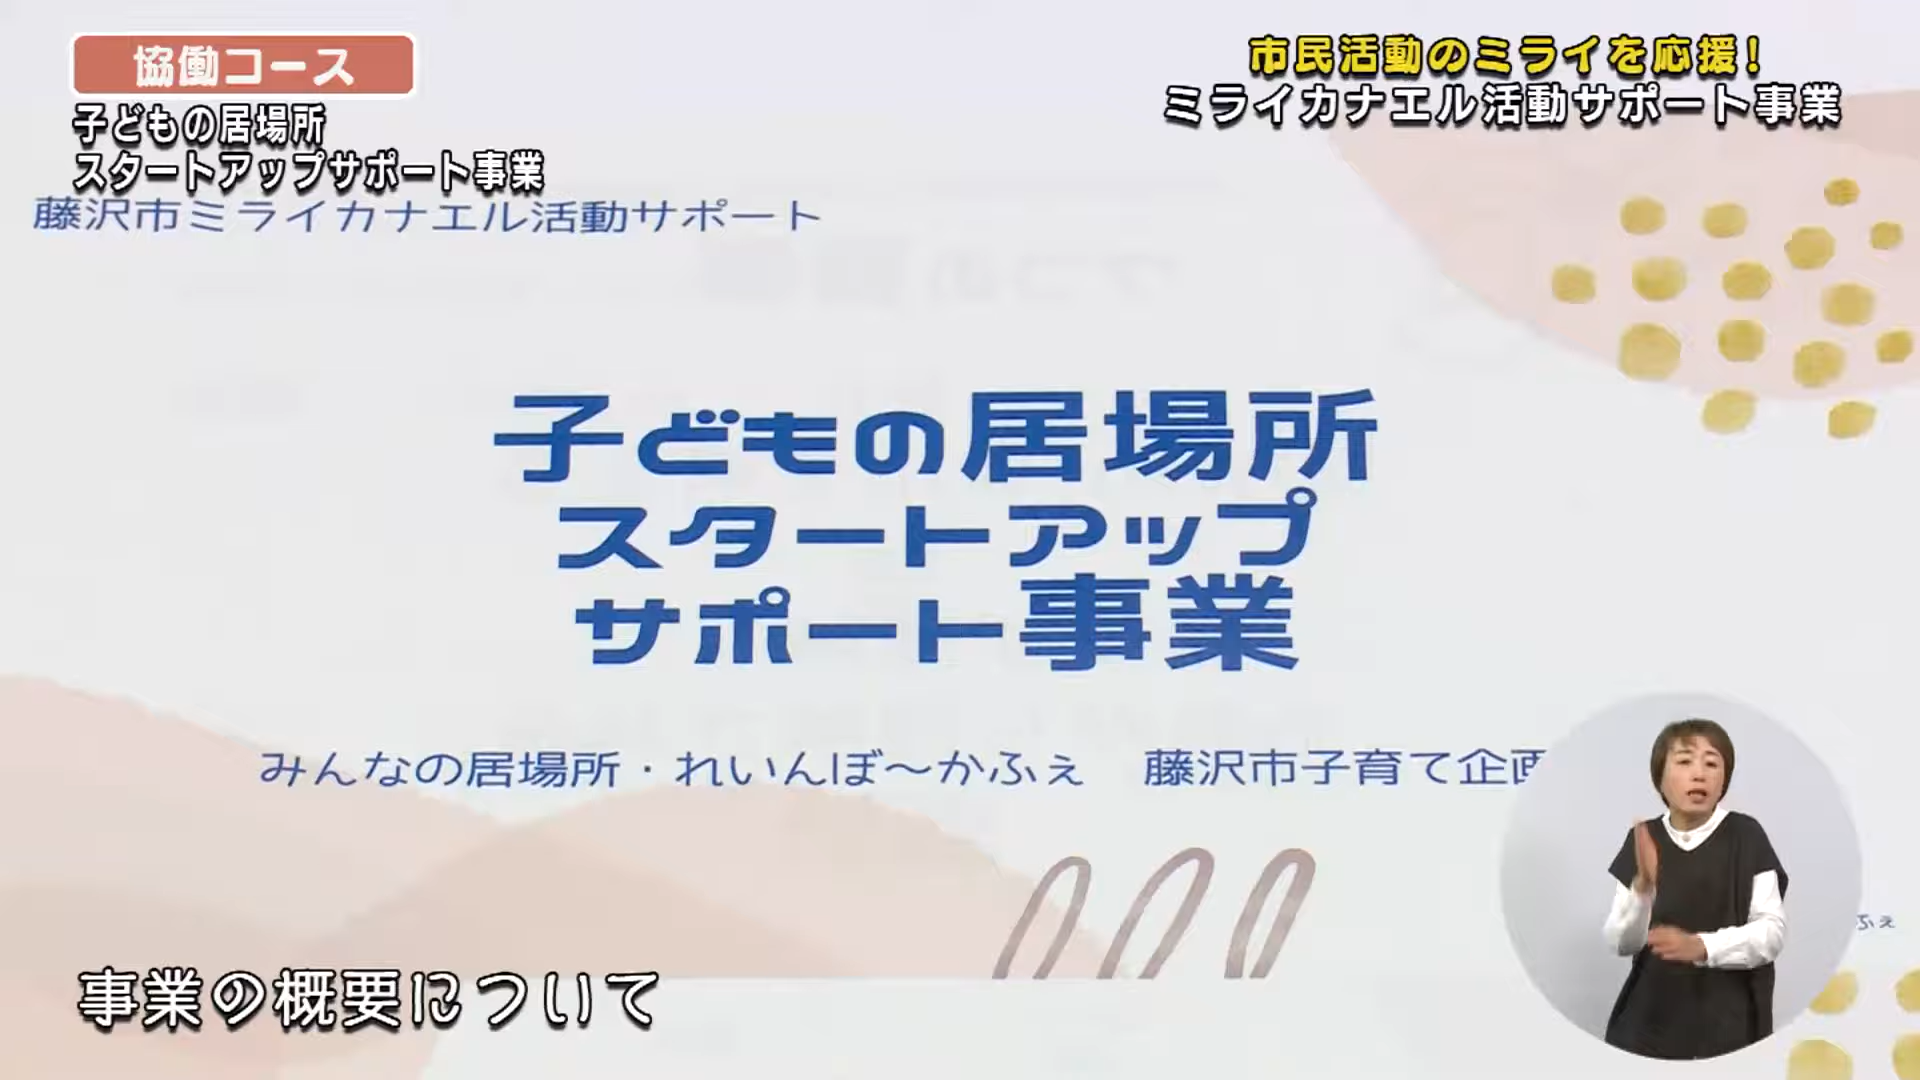 協働コース
子どもの居場所
スタートアップサポート事業
市民活動のミライを応援！
ミライカナエル活動サポート事業
藤沢市ミライカナエル活動サポート
子どもの居場所
スタートアップ
サポート事業
みんなの居場所・れいんぼ～かふぇ　藤沢市子育て企画
ふぇ
事業の概要について